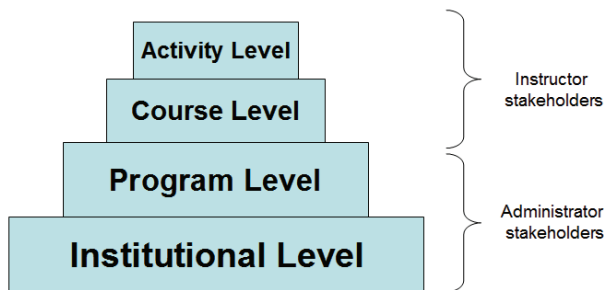 Activity Level
Course Level
Program Level
Institutional Level
Instructor
stakeholders
Administrator
stakeholders